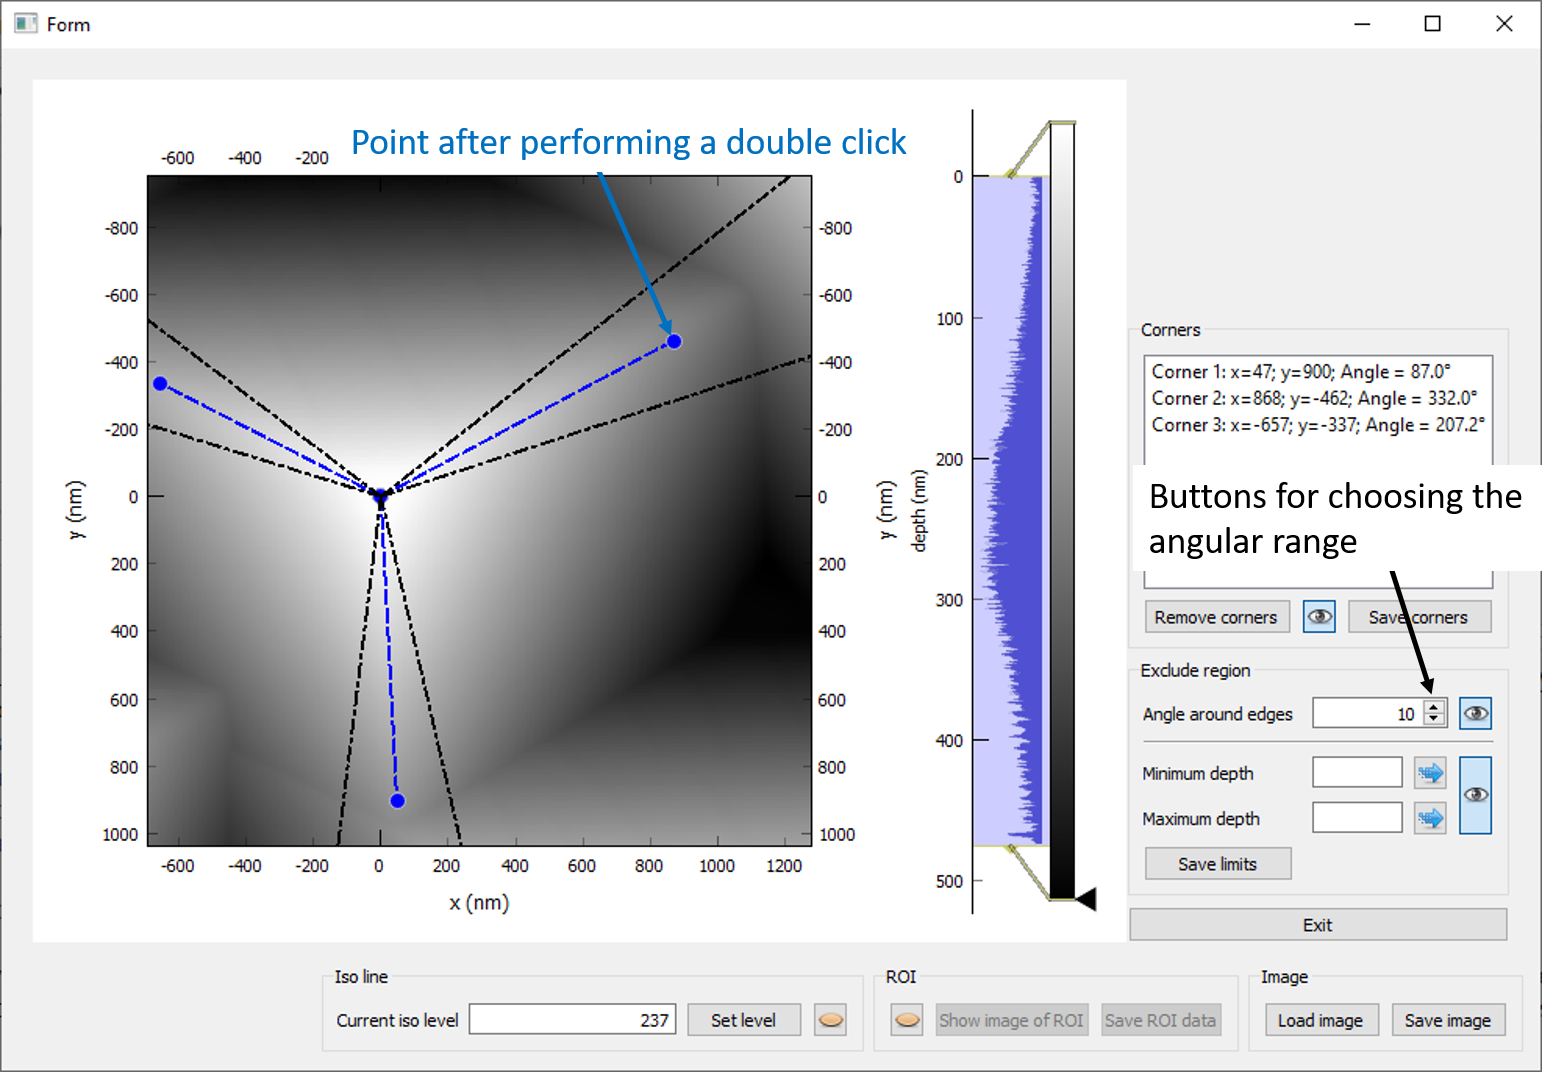 Form
Point after performing a double click
-600 -400 -200
-800 -800
-600 -600
-400 -400
-200 -200
0 0
200 200
400 400
600 600
800 800
1000 1000
-600 -400 -200 0 200 400 600 800 1000 1200
x (nm)
y (nm)
y (nm)
depth (nm)
0
100
200
300
400
500
Corners
Corner 1: x=47; y=900; Angle = 87.0°
Corner 2: x=868; y=-462; Angle = 332.0°
Corner 3: x=-657; y=-337; Angle = 207.2°
Buttons for choosing the
angular range
Remove corners Save corners
Exclude region
Angle around edges 10
Minimum depth
Maximum depth
Save limits
Exit
Iso line
Current iso level 237 Set level
ROI
Show image of ROI Save ROI data
Image
Load image Save image